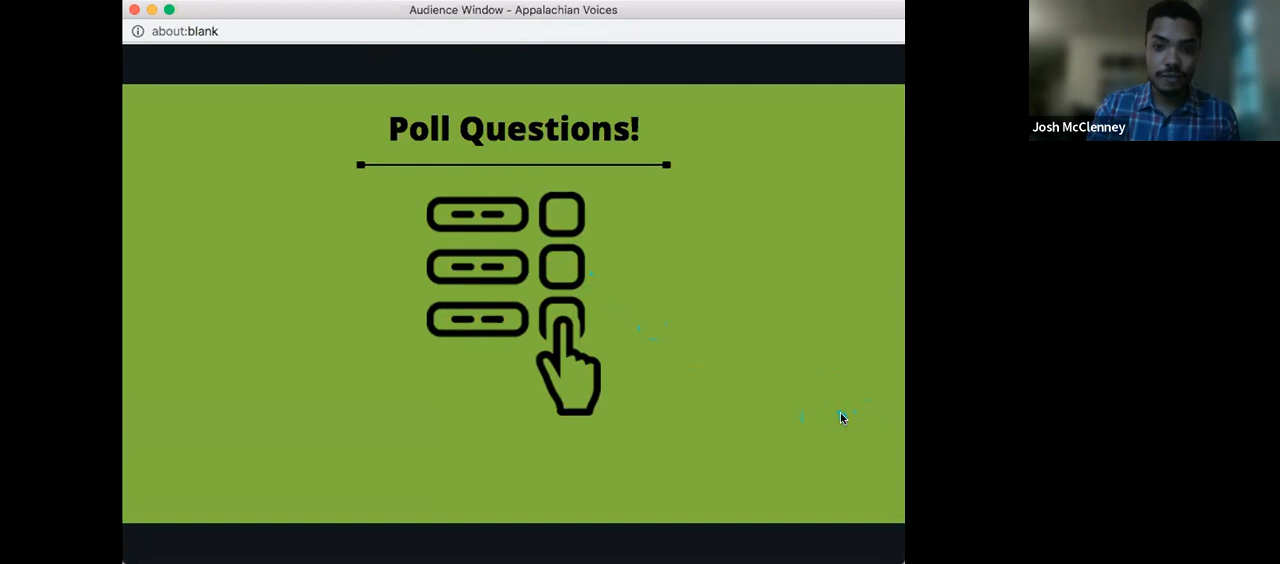 Audience Window - Appalachian Voices
about:blank
Poll Questions!
Josh McClenney